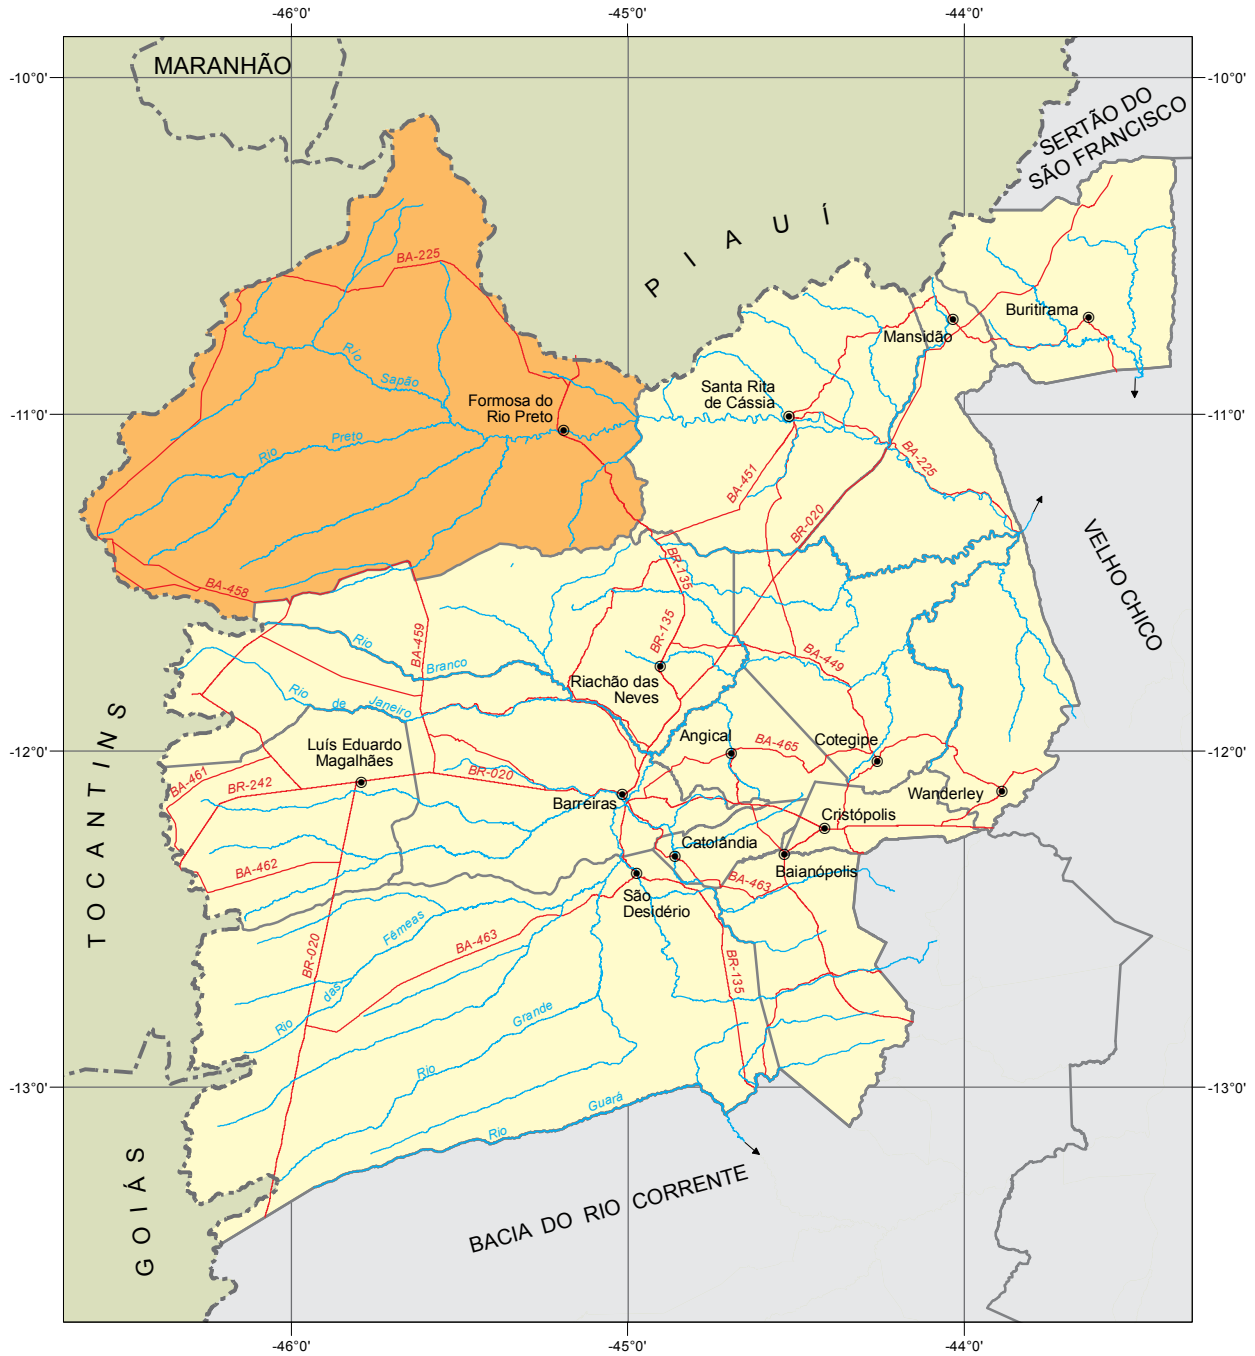 -46°0'
-45°0'
-44°0'
-10°0'
-10°0'
MARANHÃO
SERTÃO DO
SÃO FRANCISCO
PIAUÍ
BA-225
Buritirama
Mansidão
Rio
Sapão
Santa Rita
de Cássia
Formosa do
Rio Preto
-11°0'
-11°0'
Rio
Preto
BA-225
BA-451
BR-020
VELHO CHICO
BR-135
BA-458
BA-459
BR-135
Rio
Branco
BA-449
Riachão das
Neves
Rio
de
Janeiro
TOCANTINS
Angical
Cotegipe
Luís Eduardo
Magalhães
BA-465
-12°0'
-12°0'
BA-461
BR-242
BR-020
Barreiras
Wanderley
Cristópolis
Catolândia
Baianópolis
BA-462
BA-463
São
Desidério
Fêmeas
BA-463
BR-020
BR-135
das
Rio
Grande
Rio
-13°0'
-13°0'
Guará
Rio
GOIÁS
BACIA DO RIO CORRENTE
-46°0'
-45°0'
-44°0'